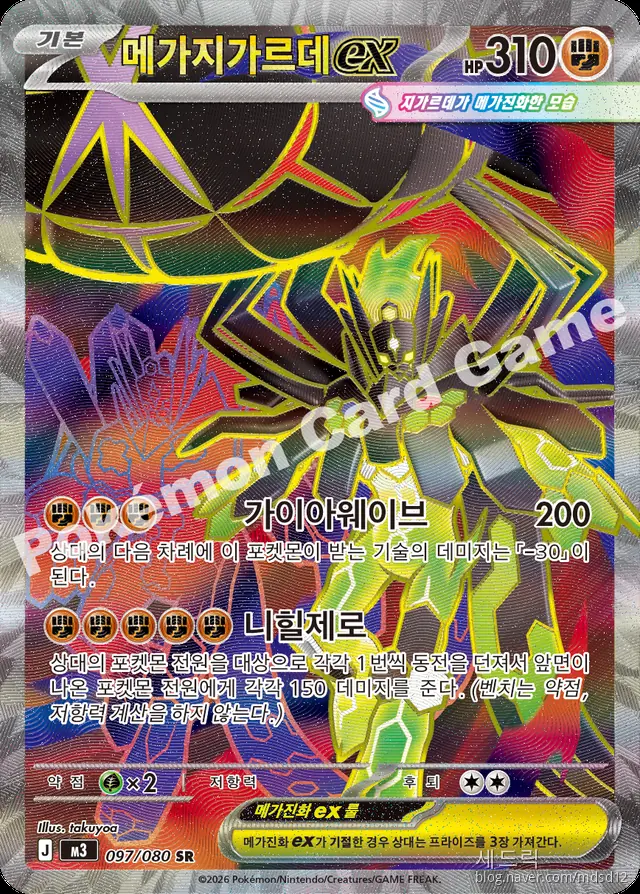 기본 메가지가르데 ex HP 310
지가르데가 메가진화한 모습
Pokémon Card Game
가이아웨이브 200
상대의 다음 차례에 이 포켓몬이 받는 기술의 데미지는 「-30」이
된다.
니힐제로
상대의 포켓몬 전원을 대상으로 각각 1번씩 동전을 던져서 앞면이
나온 포켓몬 전원에게 각각 150 데미지를 준다. (벤치는 약점,
저항력 계산을 하지 않는다.)
약점 ×2 저항력 후퇴
메가진화 ex 룰
메가진화 ex가 기절한 경우 상대는 프라이즈를 3장 가져간다.
Illus. takuyoa
J M3 097/080 SR
세드릭
blog.naver.com/mdsd12
©2026 Pokémon/Nintendo/Creatures/GAME FREAK.